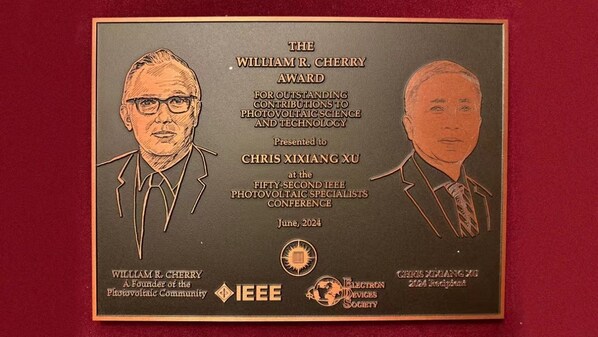 THE
WILLIAM R. CHERRY
AWARD
FOR OUTSTANDING
CONTRIBUTIONS TO
PHOTOVOLTAIC SCIENCE
AND TECHNOLOGY
Presented to
CHRIS XIXIANG XU
at the
FIFTY-SECOND IEEE
PHOTOVOLTAIC SPECIALISTS
CONFERENCE
June, 2024
WILLIAM R. CHERRY
A Founder of the
Photovoltaic Community
IEEE
ELECTRON
DEVICES
SOCIETY
CHRIS XIXIANG XU
2024 Recipient